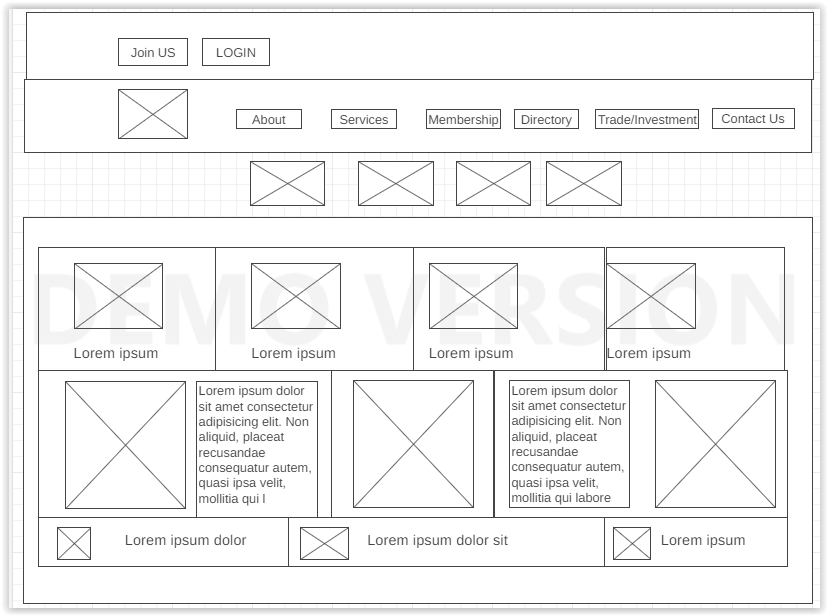 Join US
LOGIN
About
Services
Membership
Directory
Trade/Investment
Contact Us
DEMO VERSION
Lorem ipsum
Lorem ipsum
Lorem ipsum
Lorem ipsum
Lorem ipsum dolor
sit amet consectetur
adipisicing elit. Non
aliquid, placeat
recusandae
consequatur autem,
quasi ipsa velit,
mollitia qui l
Lorem ipsum dolor
sit amet consectetur
adipisicing elit. Non
aliquid, placeat
recusandae
consequatur autem,
quasi ipsa velit,
mollitia qui labore
Lorem ipsum dolor
Lorem ipsum dolor sit
Lorem ipsum